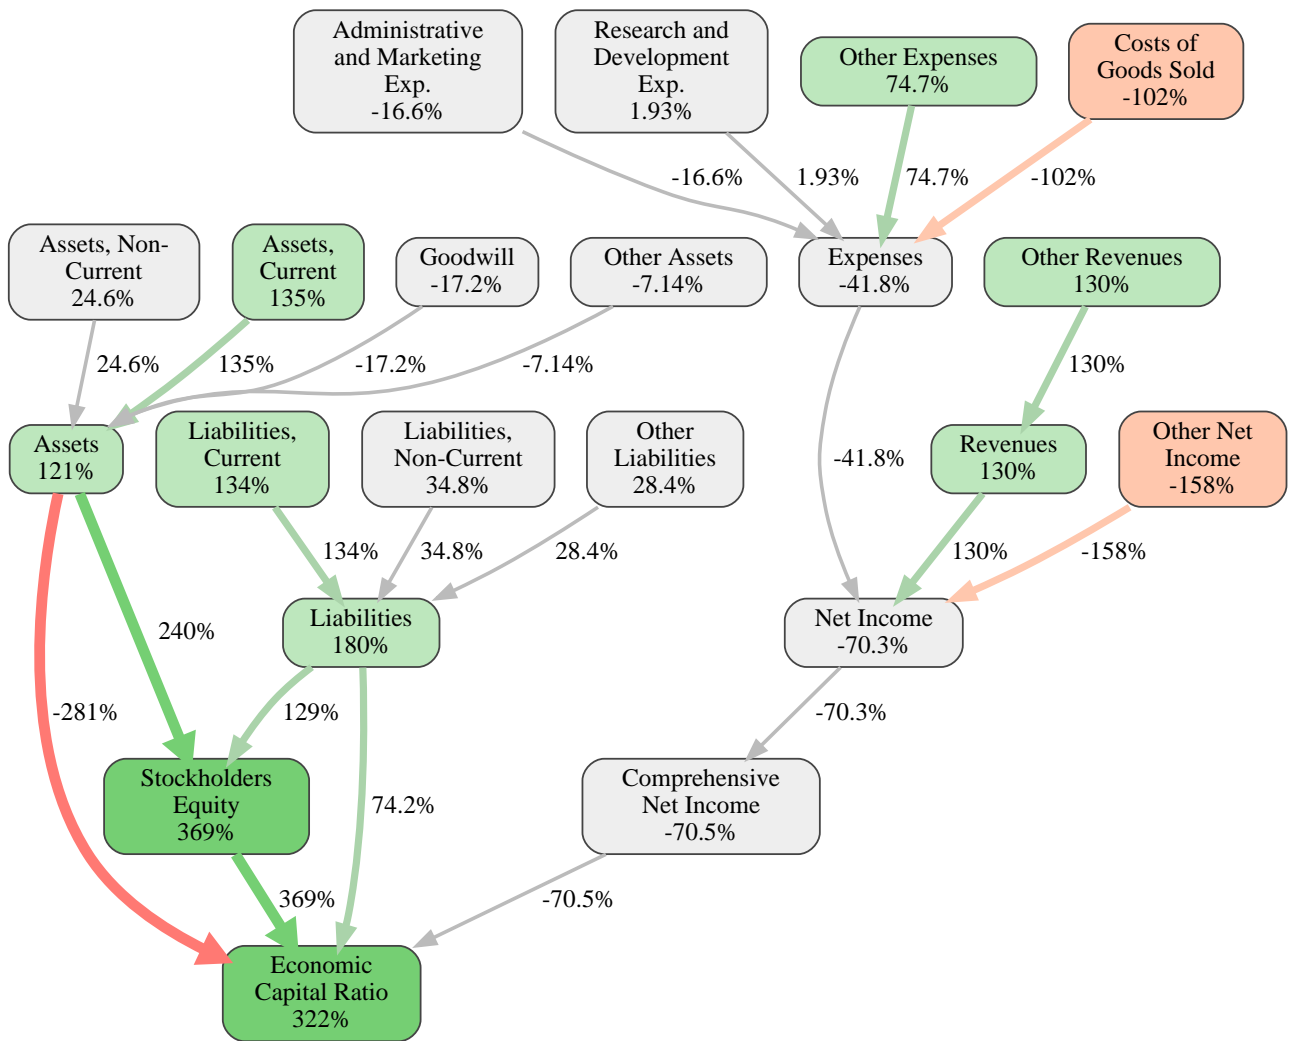 Administrative
and Marketing
Exp.
-16.6%
Research and
Development
Exp.
1.93%
Other Expenses
74.7%
Costs of
Goods Sold
-102%
-16.6%
1.93%
74.7%
-102%
Assets, Non-
Current
24.6%
Assets,
Current
135%
Goodwill
-17.2%
Other Assets
-7.14%
Expenses
-41.8%
Other Revenues
130%
24.6%
135%
-17.2%
-7.14%
130%
Assets
121%
Liabilities,
Current
134%
Liabilities,
Non-Current
34.8%
Other
Liabilities
28.4%
-41.8%
Revenues
130%
Other Net
Income
-158%
134%
34.8%
28.4%
130%
-158%
240%
Liabilities
180%
Net Income
-70.3%
-281%
129%
-70.3%
Stockholders
Equity
369%
74.2%
Comprehensive
Net Income
-70.5%
369%
-70.5%
Economic
Capital Ratio
322%